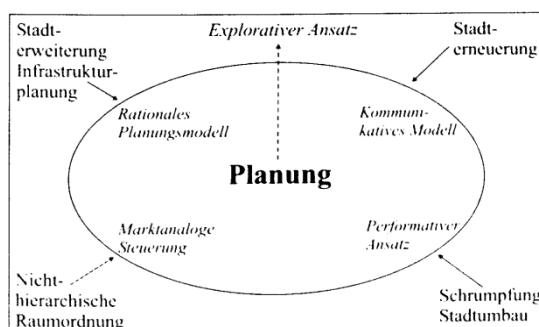 Stadt-
erweiterung
Infrastruktur-
planung
Explorativer Ansatz
Stadt-
erneuerung
Rationales
Planungsmodell
Kommuni-
katives Modell
Planung
Marktanaloge
Steuerung
Performativer
Ansatz
Nicht-
hierarchische
Raumordnung
Schrumpfung
Stadtumbau